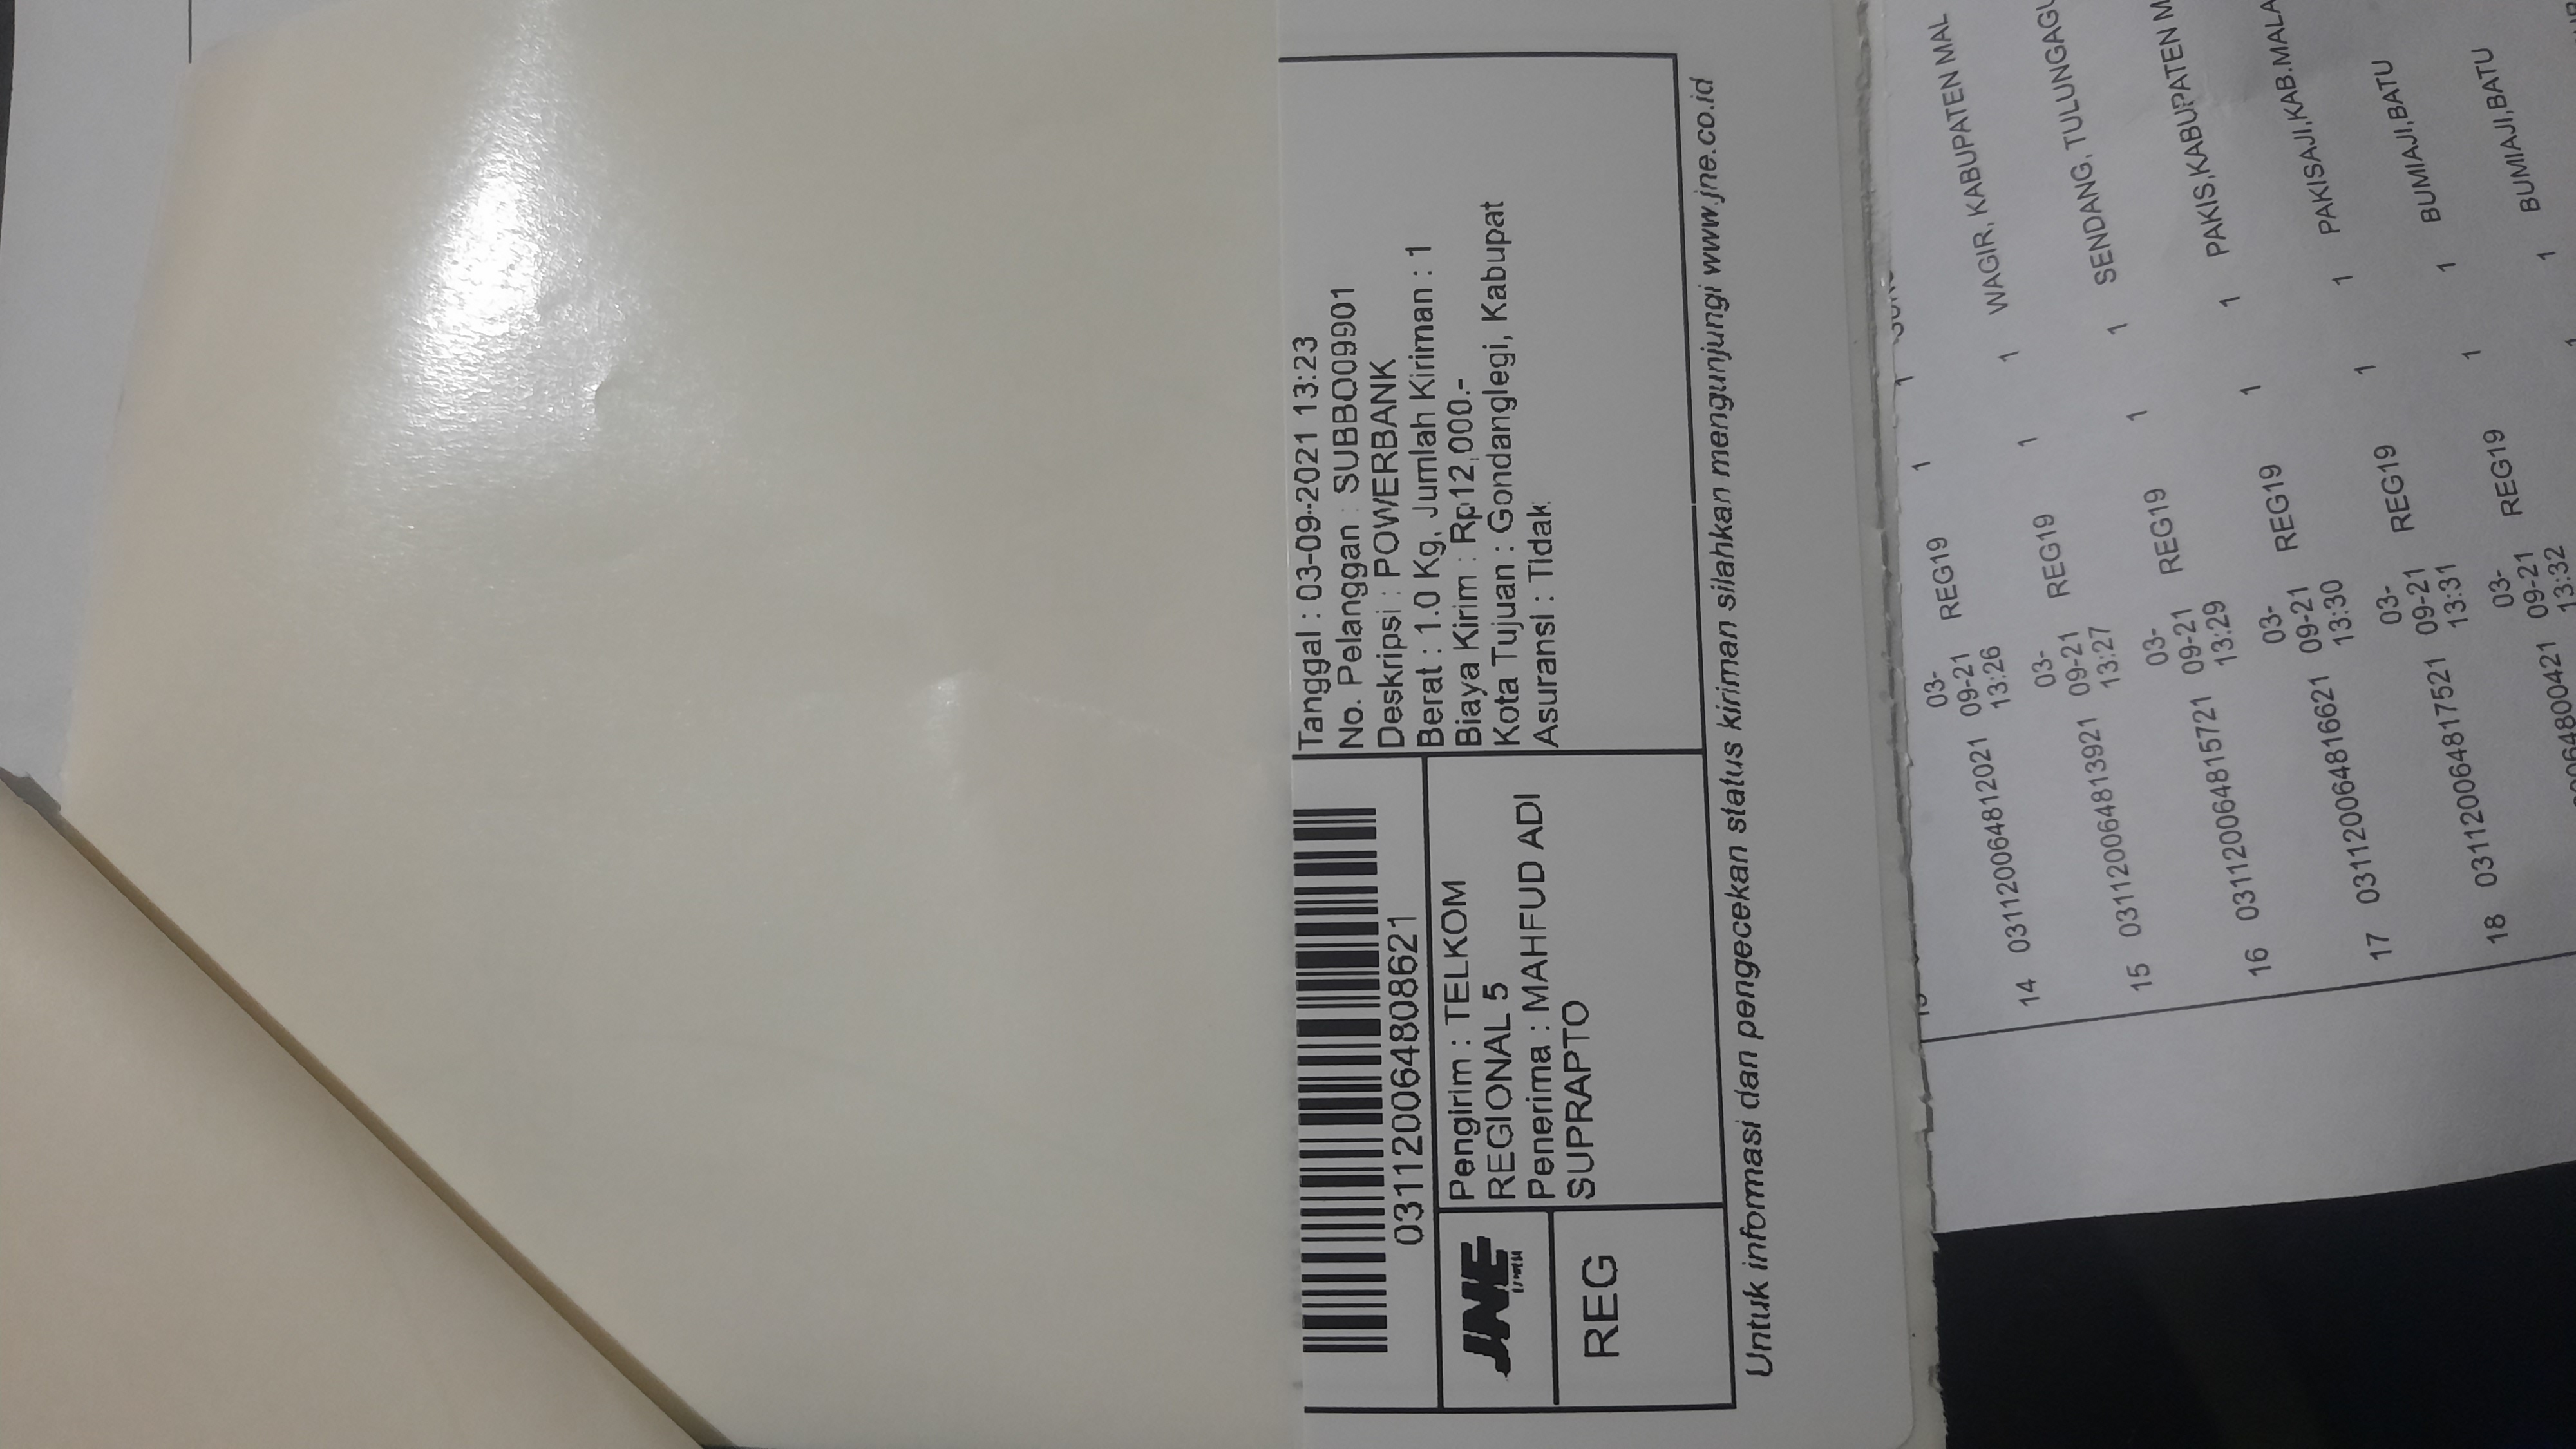 Tanggal : 03-09-2021 13:23
No. Pelanggan : SUBBO09901
Deskripsi : POWERBANK
Berat : 1.0 Kg, Jumlah Kiriman : 1
Biaya Kirim : Rp12,000.-
Kota Tujuan : Gondanglegi, Kabupat
Asuransi : Tidak
031120064808621
JNE
REG
Pengirim : TELKOM
REGIONAL 5
Penerima : MAHFUD ADI
SUPRAPTO
Untuk informasi dan pengecekan status kiriman silahkan mengunjungi www.jne.co.id
14 031120064812021 03-09-21 13:26 REG19 1 1
15 031120064813921 03-09-21 13:27 REG19 1 1 WAGIR, KABUPATEN MAL
16 031120064815721 03-09-21 13:29 REG19 1 1 SENDANG, TULUNGAGU
17 031120064816621 03-09-21 13:30 REG19 1 1 PAKIS,KABUPATEN M
18 031120064817521 03-09-21 13:31 REG19 1 1 PAKISAJI,KAB.MALA
0064800421 03-09-21 13:32 REG19 1 1 BUMIAJI,BATU
1 1 BUMIAJI,BATU